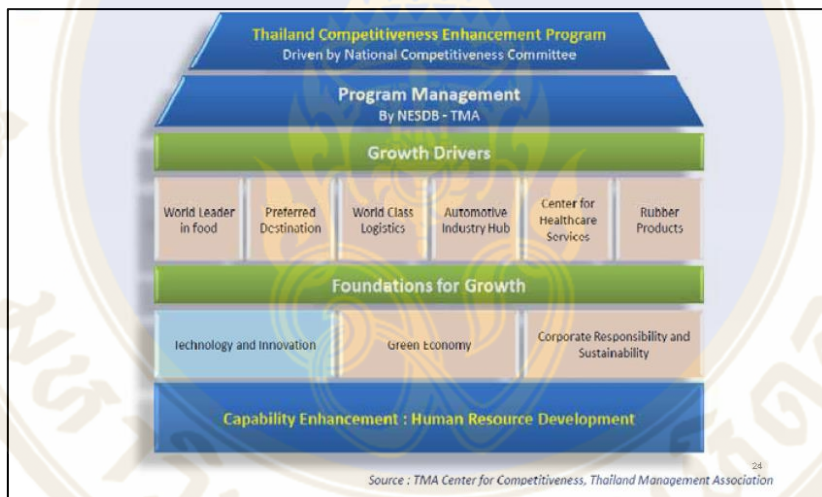 Thailand Competitiveness Enhancement Program
Driven by National Competitiveness Committee
Program Management
By NESDB - TMA
Growth Drivers
World Leader
in food
Preferred
Destination
World Class
Logistics
Automotive
Industry Hub
Center for
Healthcare
Services
Rubber
Products
Foundations for Growth
Technology and Innovation
Green Economy
Corporate Responsibility and
Sustainability
Capability Enhancement : Human Resource Development
24
Source : TMA Center for Competitiveness, Thailand Management Association